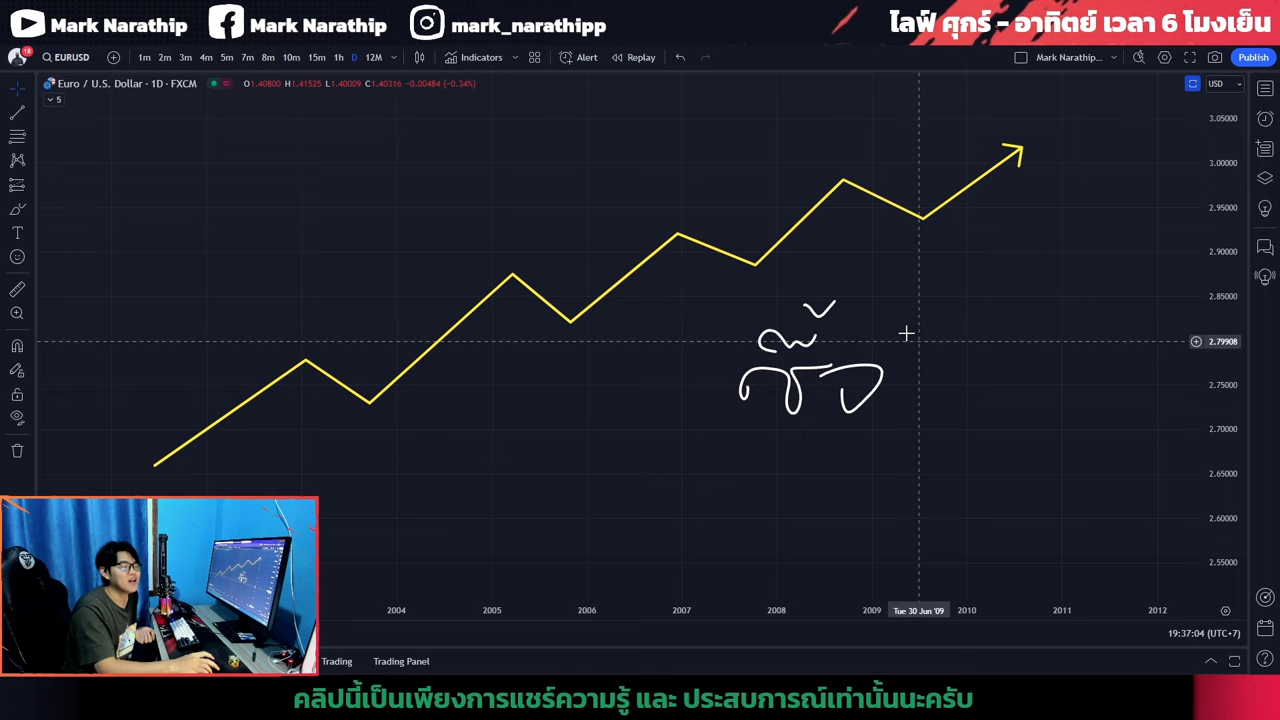 Mark Narathip Mark Narathip mark_narathipp ไลฟ์ ศุกร์ - อาทิตย์ เวลา 6 โมงเย็น
18 EURUSD 1m 2m 3m 4m 5m 7m 8m 10m 15m 1h D 12M Indicators Alert Replay Mark Narathip... Publish
Euro / U.S. Dollar · 1D · FXCM O1.40800 H1.41525 L1.40009 C1.40316 −0.00484 (−0.34%) USD
5
3.05000
3.00000
2.95000
2.90000
2.85000
2.79908
2.75000
2.70000
2.65000
2.60000
2.55000
2004 2005 2006 2007 2008 2009 Tue 30 Jun '09 2010 2011 2012
19:37:04 (UTC+7)
Trading Trading Panel
คลิปนี้เป็นเพียงการแชร์ความรู้ และ ประสบการณ์เท่านั้นนะครับ